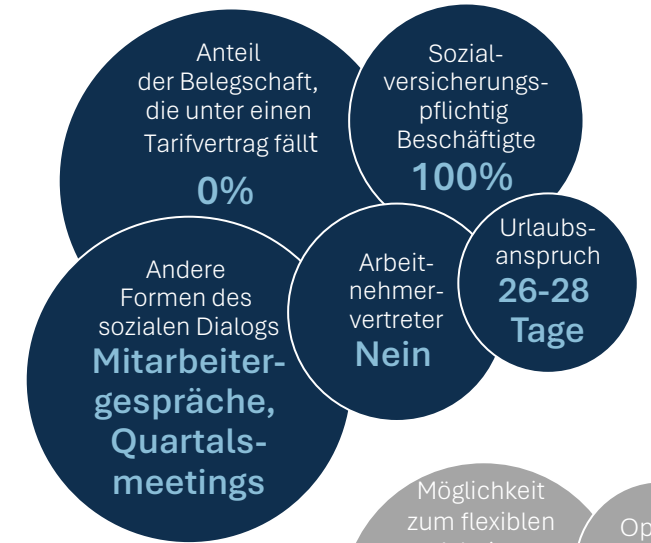 Anteil
der Belegschaft,
die unter einen
Tarifvertrag fällt
0%
Sozial-
versicherungs-
pflichtig
Beschäftigte
100%
Urlaubs-
anspruch
26-28
Tage
Andere
Formen des
sozialen Dialogs
Mitarbeiter-
gespräche,
Quartals-
meetings
Arbeit-
nehmer-
vertreter
Nein
Möglichkeit
zum flexiblen